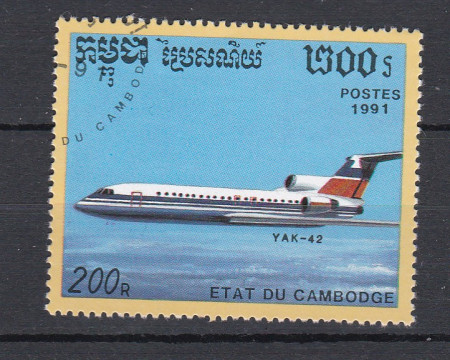 កម្ពុជា ប្រៃសណីយ៍ ២០០៛
POSTES
1991
DU CAMBOD
YAK-42
200R ETAT DU CAMBODGE